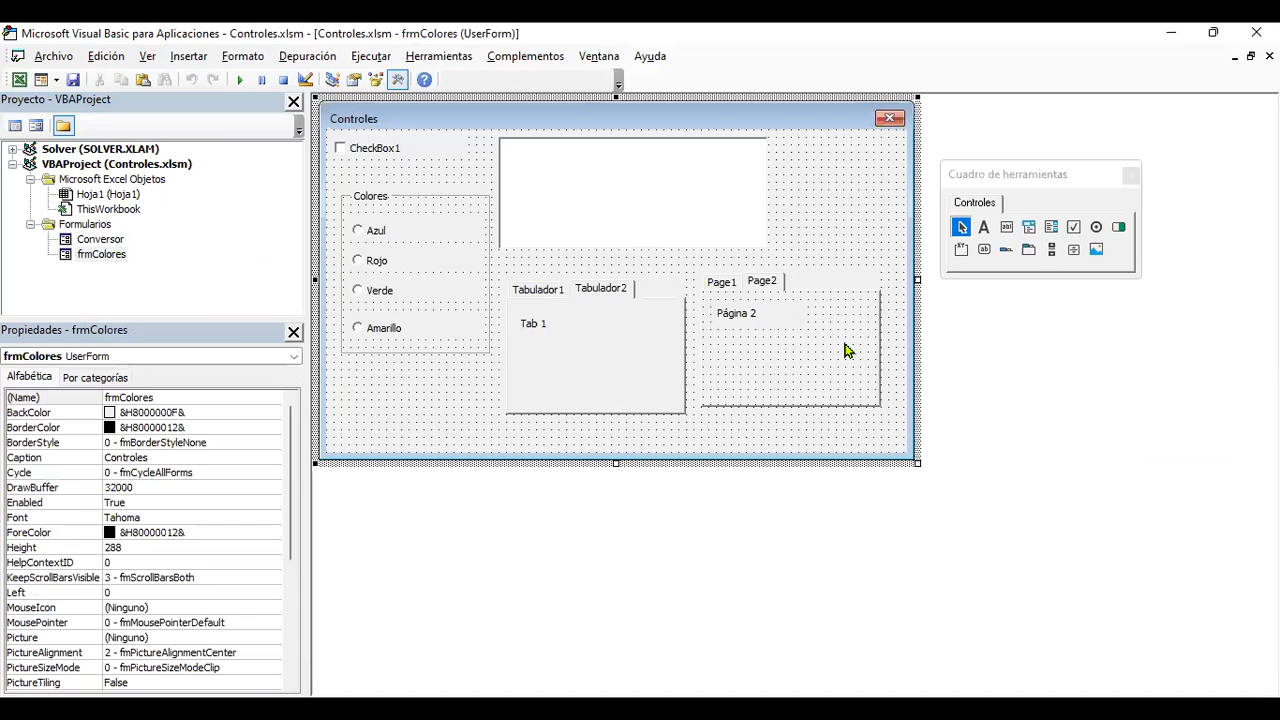 Microsoft Visual Basic para Aplicaciones - Controles.xlsm - [Controles.xlsm - frmColores (UserForm)]
Archivo Edición Ver Insertar Formato Depuración Ejecutar Herramientas Complementos Ventana Ayuda
Proyecto - VBAProject
Solver (SOLVER.XLAM)
VBAProject (Controles.xlsm)
Microsoft Excel Objetos
Hoja1 (Hoja1)
ThisWorkbook
Formularios
Conversor
frmColores
Propiedades - frmColores
frmColores UserForm
Alfabética Por categorías
(Name) frmColores
BackColor &H8000000F&
BorderColor &H80000012&
BorderStyle 0 - fmBorderStyleNone
Caption Controles
Cycle 0 - fmCycleAllForms
DrawBuffer 32000
Enabled True
Font Tahoma
ForeColor &H80000012&
Height 288
HelpContextID 0
KeepScrollBarsVisible 3 - fmScrollBarsBoth
Left 0
MouseIcon (Ninguno)
MousePointer 0 - fmMousePointerDefault
Picture (Ninguno)
PictureAlignment 2 - fmPictureAlignmentCenter
PictureSizeMode 0 - fmPictureSizeModeClip
PictureTiling False
Controles
CheckBox1
Colores
Azul
Rojo
Verde
Amarillo
Tabulador1 Tabulador2
Tab 1
Page1 Page2
Página 2
Cuadro de herramientas
Controles
A
ab|
XY
ab